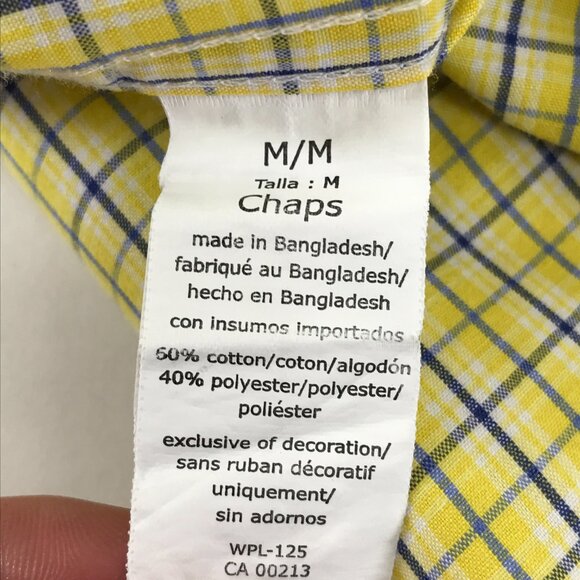 M/M
Talla : M
Chaps
made in Bangladesh/
fabriqué au Bangladesh/
hecho en Bangladesh
con insumos importados
60% cotton/coton/algodón
40% polyester/polyester/
poliéster
exclusive of decoration/
sans ruban décoratif
uniquement/
sin adornos
WPL-125
CA 00213